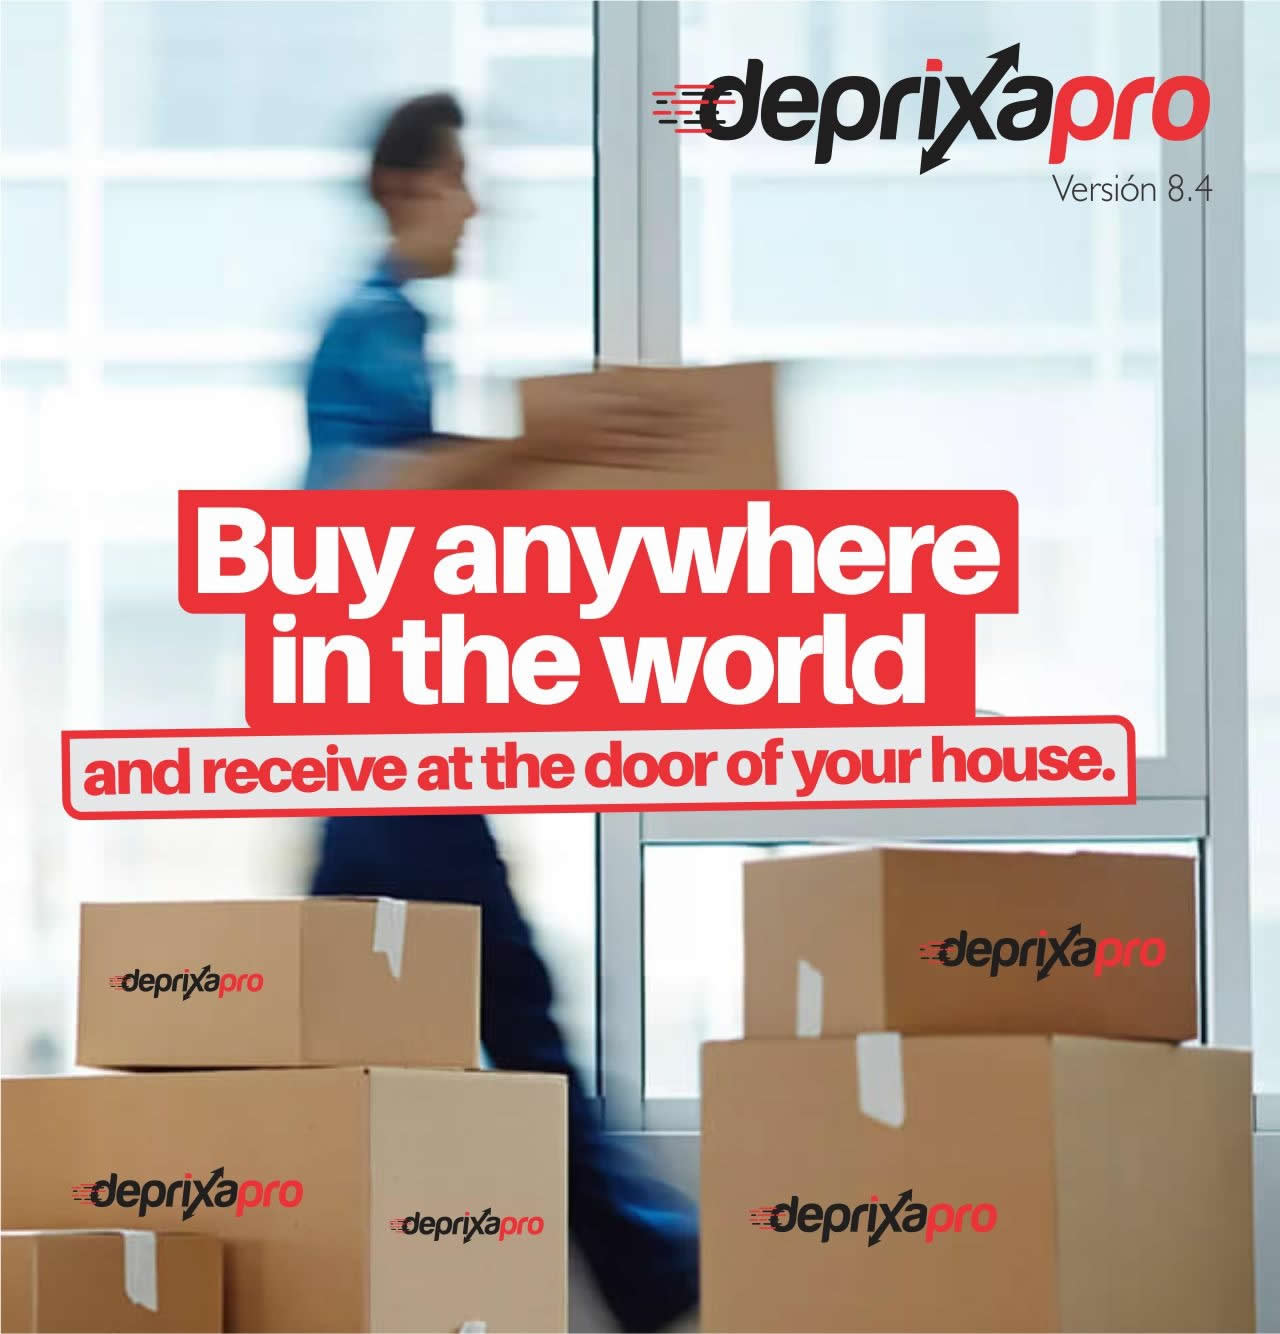 deprixapro
Versión 8.4
Buy anywhere
in the world
and receive at the door of your house.
deprixapro
deprixapro
deprixapro
deprixapro
deprixapro